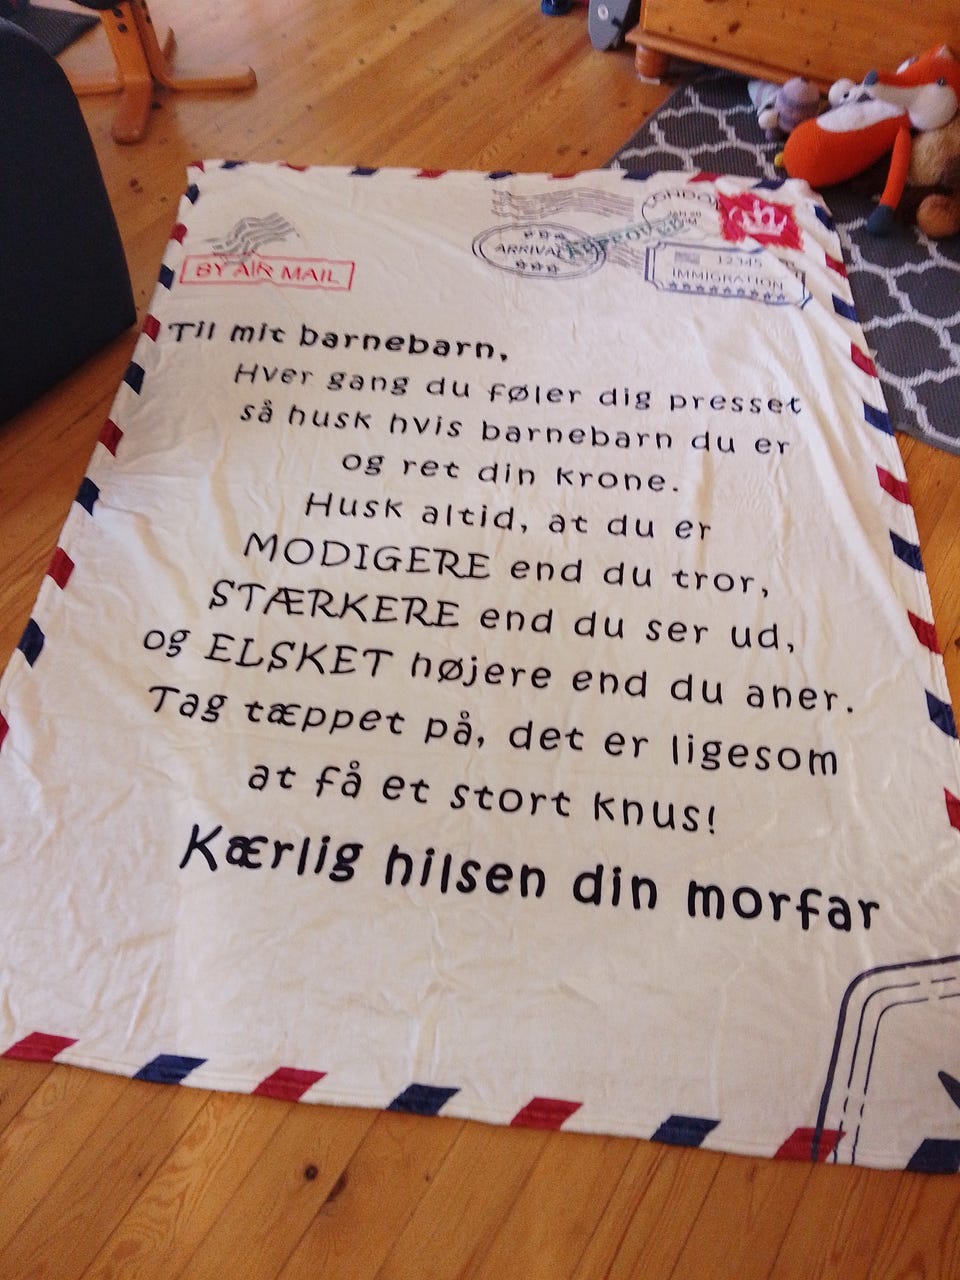 LONDON
ARRIVAL
APPROVED
12345
BY AIR MAIL
IMMIGRATION
Til mit barnebarn,
Hver gang du føler dig presset
så husk hvis barnebarn du er
og ret din krone.
Husk altid, at du er
MODIGERE end du tror,
STÆRKERE end du ser ud,
og ELSKET højere end du aner.
Tag tæppet på, det er ligesom
at få et stort knus!
Kærlig hilsen din morfar